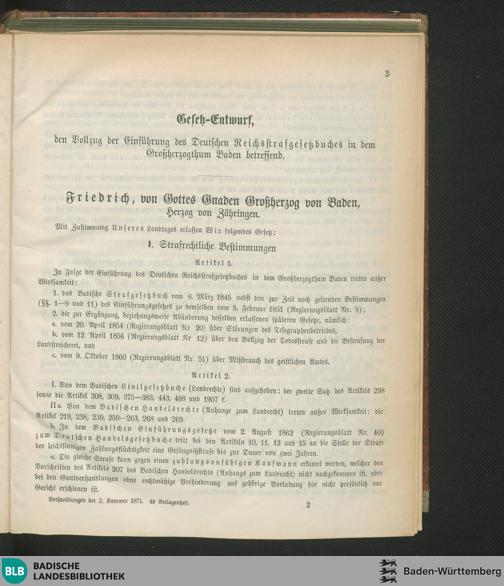 3
Gesetz-Entwurf,
den Vollzug der Einführung des Deutschen Reichsstrafgesetzbuches in dem
Großherzogthum Baden betreffend.
Friedrich, von Gottes Gnaden Großherzog von Baden,
Herzog von Zähringen.
Mit Zustimmung Unseres Landtages erlassen Wir folgendes Gesetz:
I. Strafrechtliche Bestimmungen
Artikel 1.
In Folge der Einführung des Deutschen Reichsstrafgesetzbuches in dem Großherzogthum Baden treten außer
Wirksamkeit:
1. das Badische Strafgesetzbuch vom 6. März 1845 nebst den zur Zeit noch geltenden Bestimmungen
(§§. 1—9 und 11) des Einführungsgesetzes zu demselben vom 5. Februar 1851 (Regierungsblatt Nr. 9);
2. die zur Ergänzung, beziehungsweise Abänderung desselben erlassenen späteren Gesetze, nämlich:
a. vom 20. April 1854 (Regierungsblatt Nr. 20) über Störungen des Telegraphenbetriebes,
b. vom 12. April 1856 (Regierungsblatt Nr 12) über den Vollzug der Todesstrafe und die Bestrafung der
Landstreicherei, und
c. vom 9. Oktober 1860 (Regierungsblatt Nr. 51) über Mißbrauch des geistlichen Amtes.
Artikel 2.
I. Von dem Badischen Civilgesetzbuche (Landrechte) sind aufgehoben: der zweite Satz des Artikels 298
sowie die Artikel 308, 309, 375—383, 443, 468 und 1907 f.
II a. Von dem Badischen Handelsrechte (Anhange zum Landrecht) treten außer Wirksamkeit: die
Artikel 219, 238, 239, 250—263, 268 und 269.
b. In dem Badischen Einführungsgesetze vom 2. August 1862 (Regierungsblatt Nr. 40)
zum Deutschen Handelsgesetzbuche tritt bei den Artikeln 10, 11, 13 und 15 an die Stelle der Strafe
der leichtsinnigen Zahlungsflüchtigkeit eine Gefängnißstrafe bis zur Dauer von zwei Jahren.
c. Die gleiche Strafe kann gegen einen zahlungsunfähigen Kaufmann erkannt werden, welcher den
Vorschriften des Artikels 207 des Badischen Handelsrechts (Anhangs zum Landrecht) nicht nachgekommen ist, oder
bei den Gantverhandlungen ohne rechtmäßige Verhinderung auf gehörige Vorladung hin nicht persönlich vor
Gericht erschienen ist.
Verhandlungen der 2. Kammer 1871. 4s Beilagenheft.
2
BLB
BADISCHE
LANDESBIBLIOTHEK
Baden-Württemberg